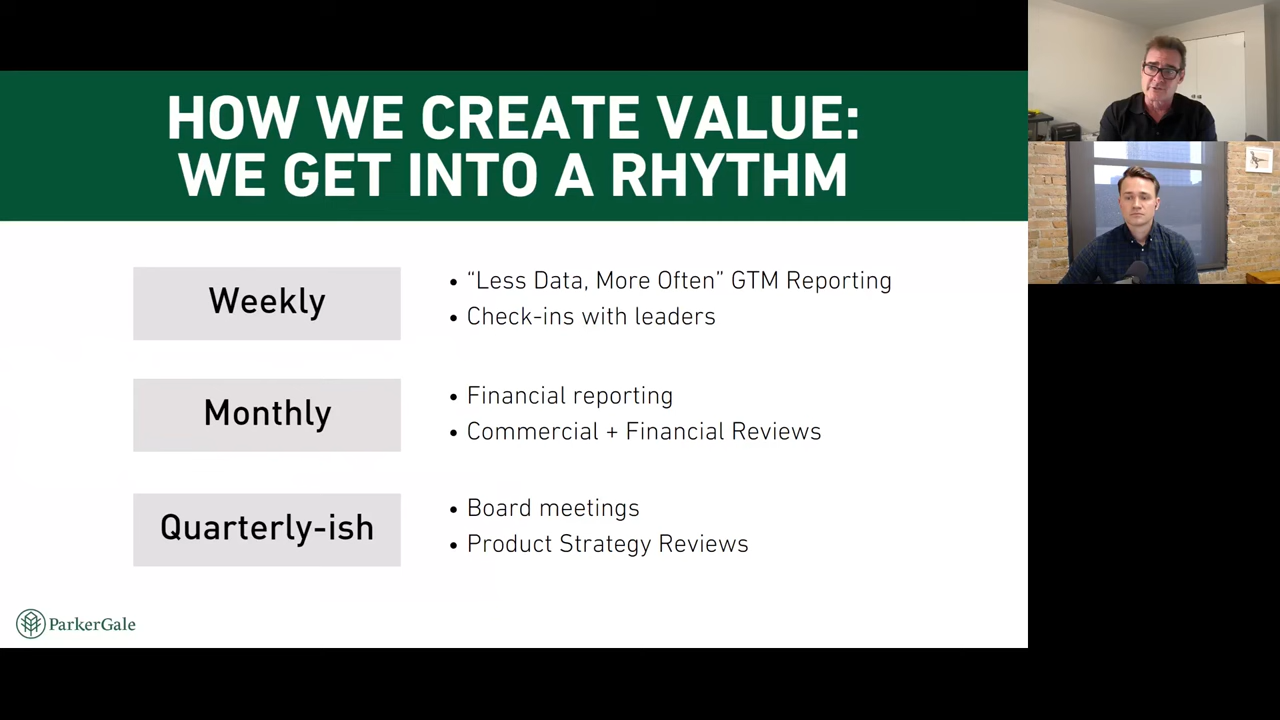 HOW WE CREATE VALUE:
WE GET INTO A RHYTHM
Weekly
• “Less Data, More Often” GTM Reporting
• Check-ins with leaders
Monthly
• Financial reporting
• Commercial + Financial Reviews
Quarterly-ish
• Board meetings
• Product Strategy Reviews
ParkerGale